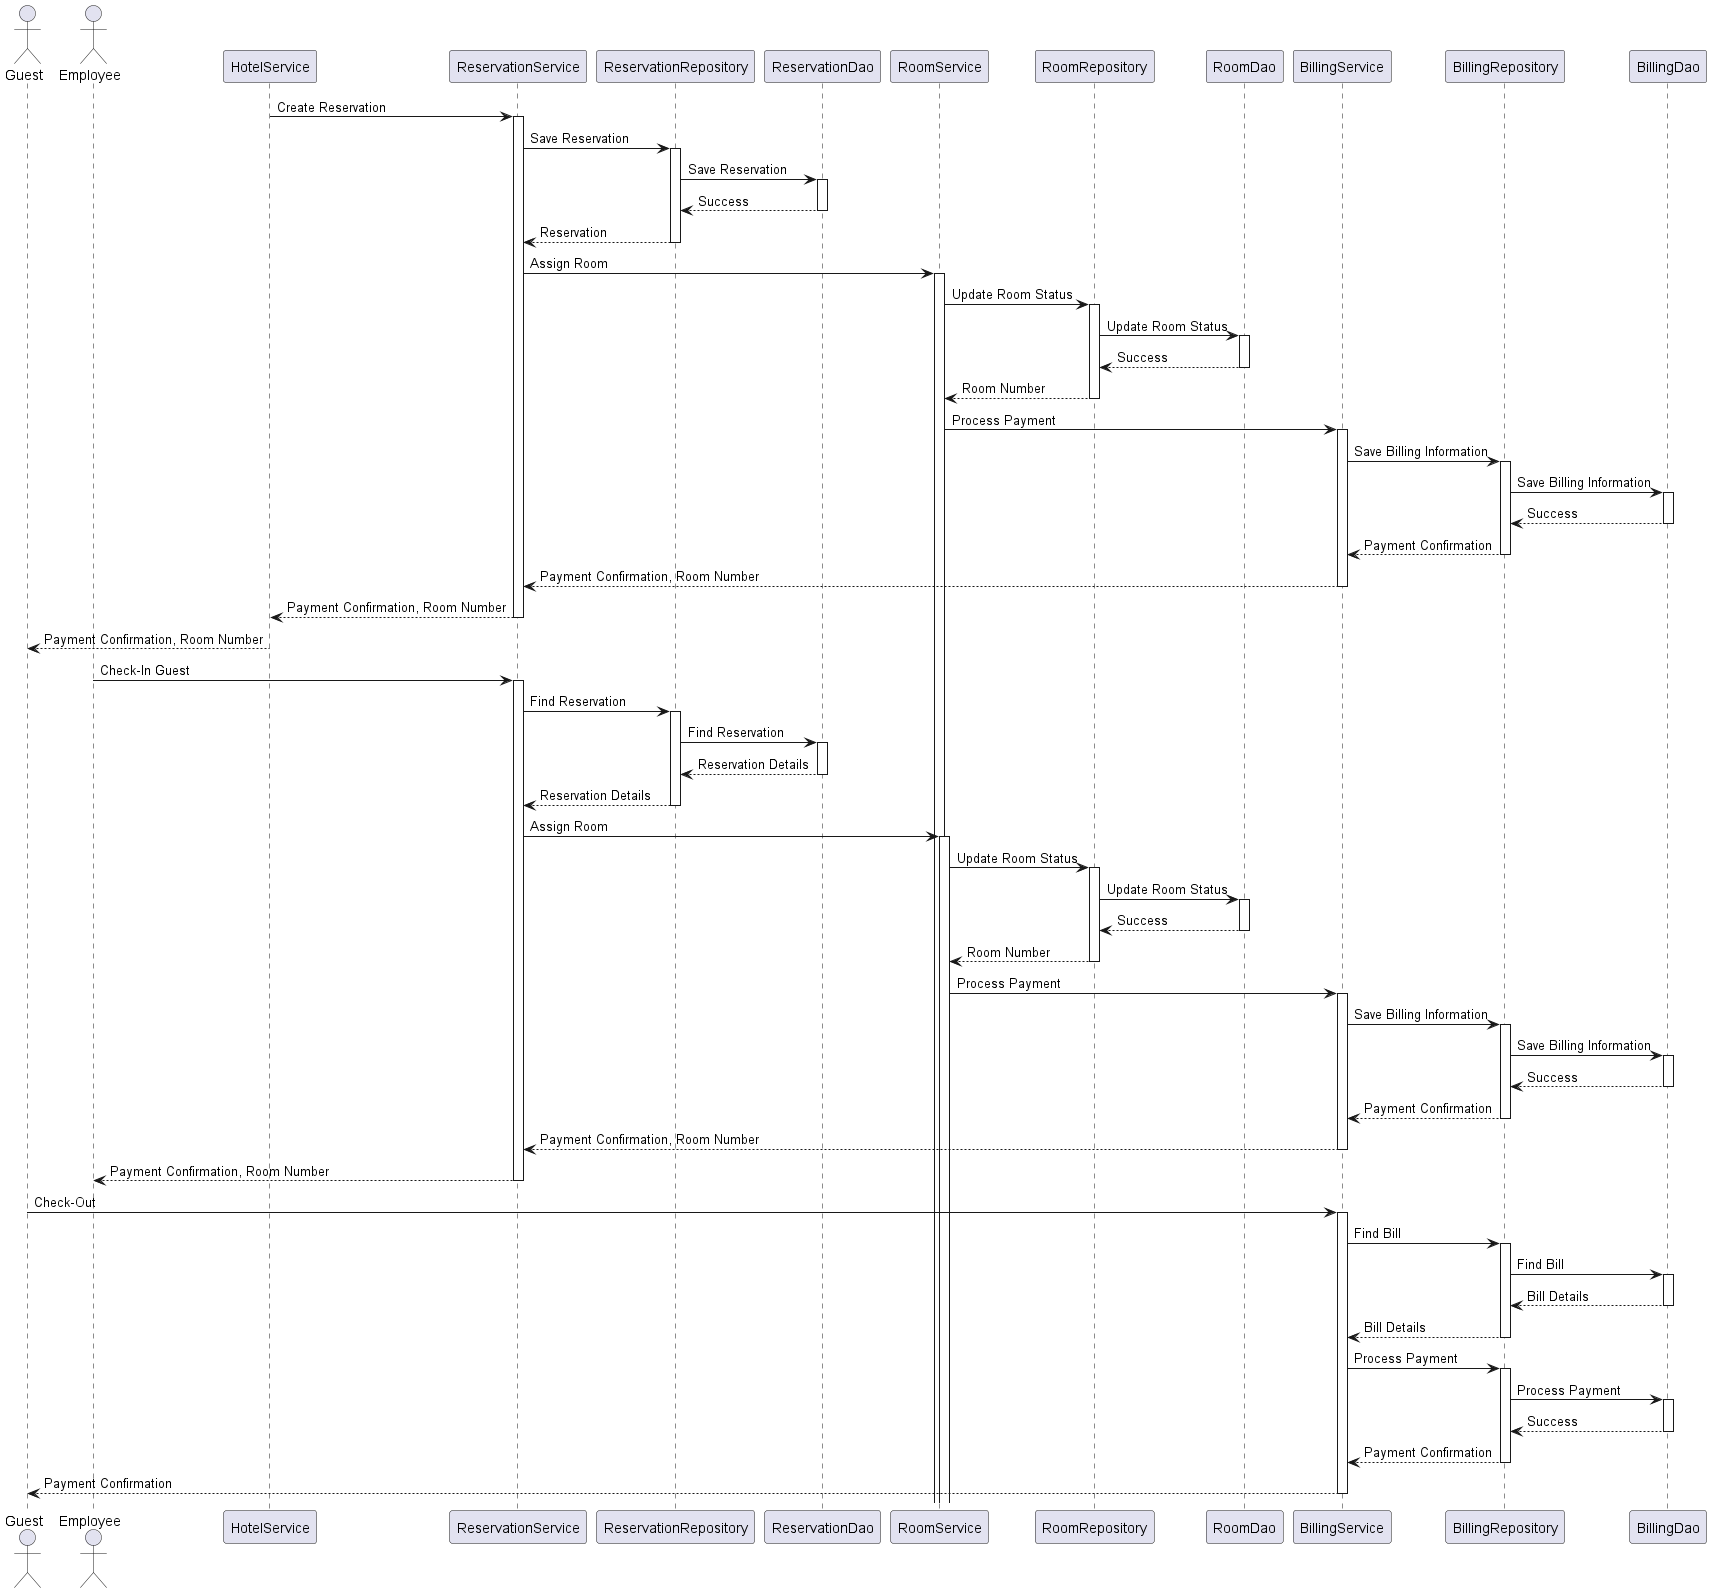 Guest
Employee
HotelService
ReservationService
ReservationRepository
ReservationDao
RoomService
RoomRepository
RoomDao
BillingService
BillingRepository
BillingDao
Create Reservation
Save Reservation
Save Reservation
Success
Reservation
Assign Room
Update Room Status
Update Room Status
Success
Room Number
Process Payment
Save Billing Information
Save Billing Information
Success
Payment Confirmation
Payment Confirmation, Room Number
Payment Confirmation, Room Number
Payment Confirmation, Room Number
Check-In Guest
Find Reservation
Find Reservation
Reservation Details
Reservation Details
Assign Room
Update Room Status
Update Room Status
Success
Room Number
Process Payment
Save Billing Information
Save Billing Information
Success
Payment Confirmation
Payment Confirmation, Room Number
Payment Confirmation, Room Number
Check-Out
Find Bill
Find Bill
Bill Details
Bill Details
Process Payment
Process Payment
Success
Payment Confirmation
Payment Confirmation
Guest
Employee
HotelService
ReservationService
ReservationRepository
ReservationDao
RoomService
RoomRepository
RoomDao
BillingService
BillingRepository
BillingDao